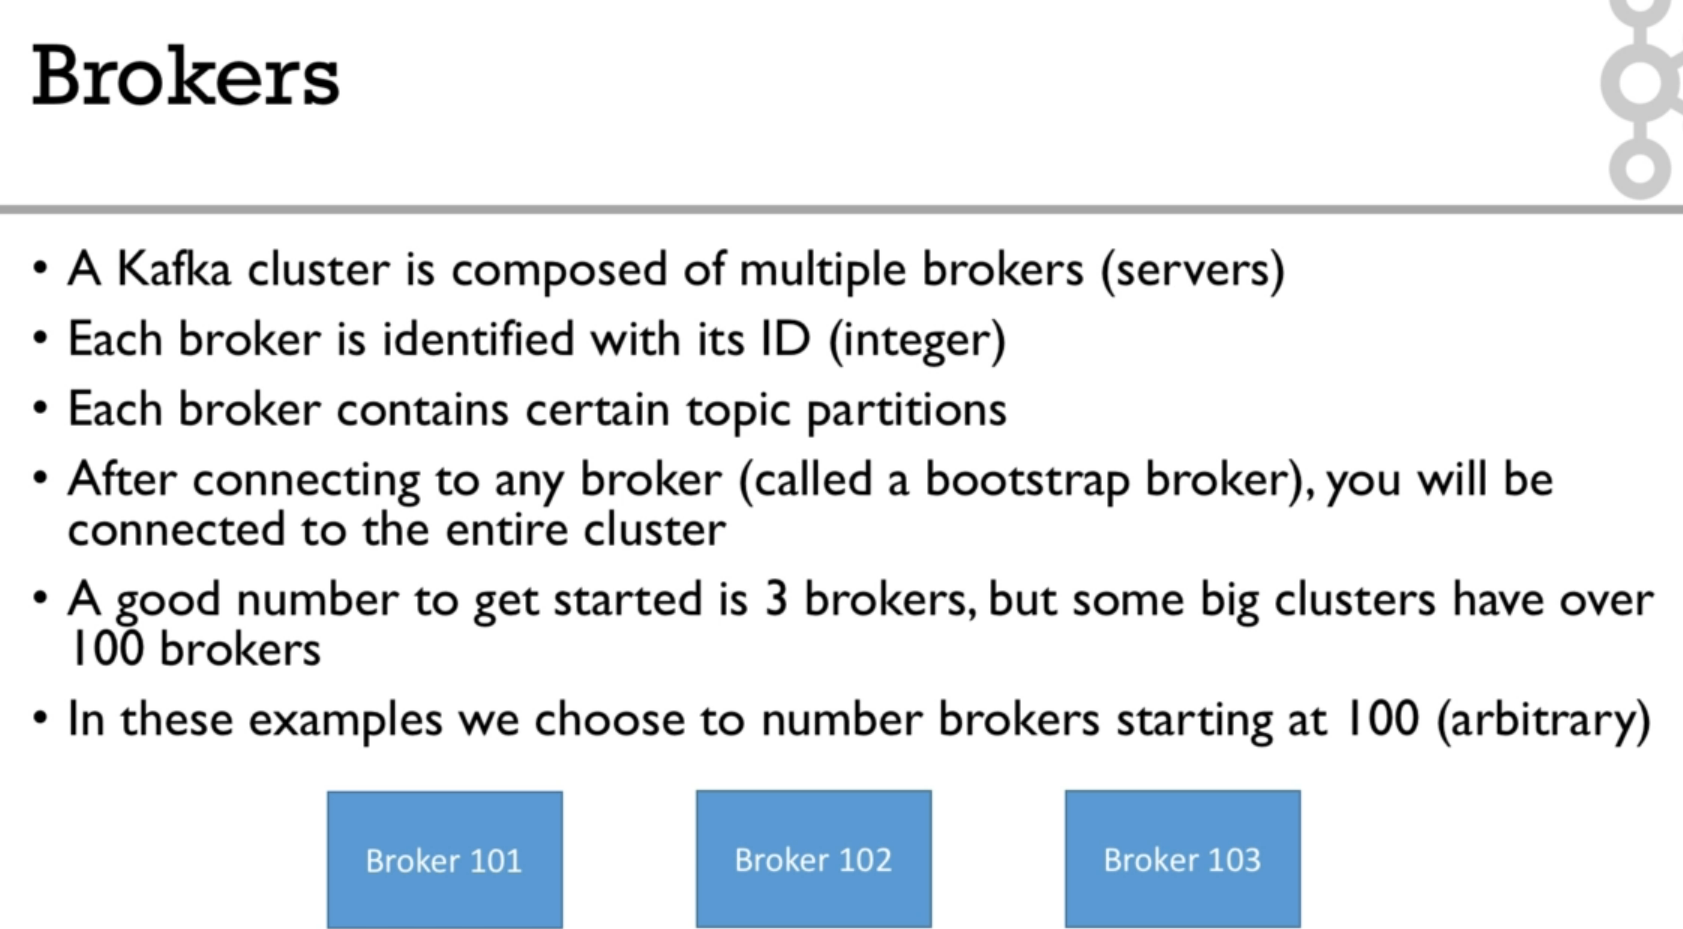 Brokers
• A Kafka cluster is composed of multiple brokers (servers)
• Each broker is identified with its ID (integer)
• Each broker contains certain topic partitions
• After connecting to any broker (called a bootstrap broker), you will be
connected to the entire cluster
• A good number to get started is 3 brokers, but some big clusters have over
100 brokers
• In these examples we choose to number brokers starting at 100 (arbitrary)
Broker 101
Broker 102
Broker 103